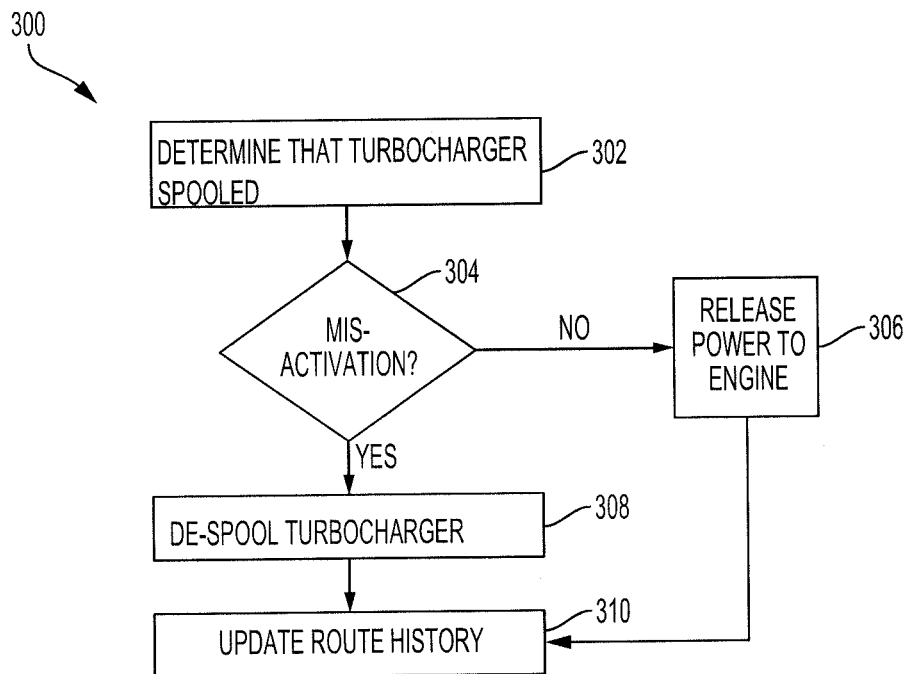 300
DETERMINE THAT TURBOCHARGER
SPOOLED
302
304
MIS-
ACTIVATION?
NO
RELEASE
POWER TO
ENGINE
306
YES
DE-SPOOL TURBOCHARGER
308
UPDATE ROUTE HISTORY
310